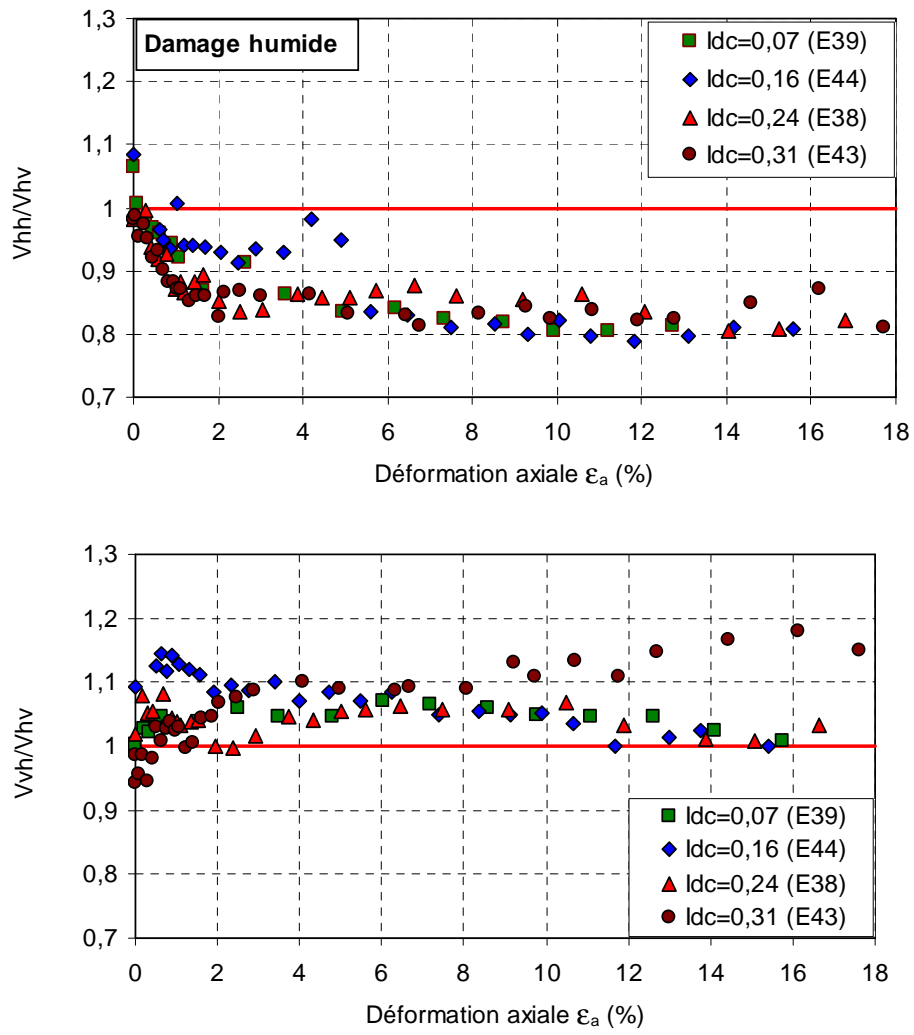 1,3
Damage humide
Idc=0,07 (E39)
Idc=0,16 (E44)
Idc=0,24 (E38)
Idc=0,31 (E43)
1,2
1,1
1
0,9
0,8
0,7
Vhh/Vhv
0 2 4 6 8 10 12 14 16 18
Déformation axiale εa (%)
1,3
1,2
1,1
1
0,9
0,8
0,7
Vvh/Vhv
Idc=0,07 (E39)
Idc=0,16 (E44)
Idc=0,24 (E38)
Idc=0,31 (E43)
0 2 4 6 8 10 12 14 16 18
Déformation axiale εa (%)